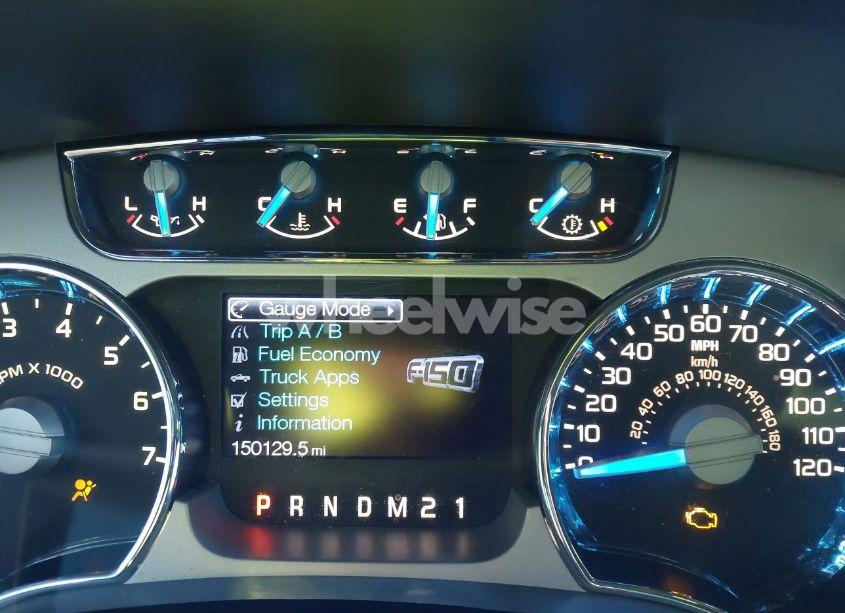 L H C H E F C H
Gauge Mode
Trip A / B
Fuel Economy
Truck Apps
Settings
Information
150129.5 mi
F-150
P R N D M 2 1
3 4 5 6 7
RPM X 1000
0 10 20 30 40 50 60 70 80 90 100 110 120
MPH
km/h
20 40 60 80 100 120 140 160 180